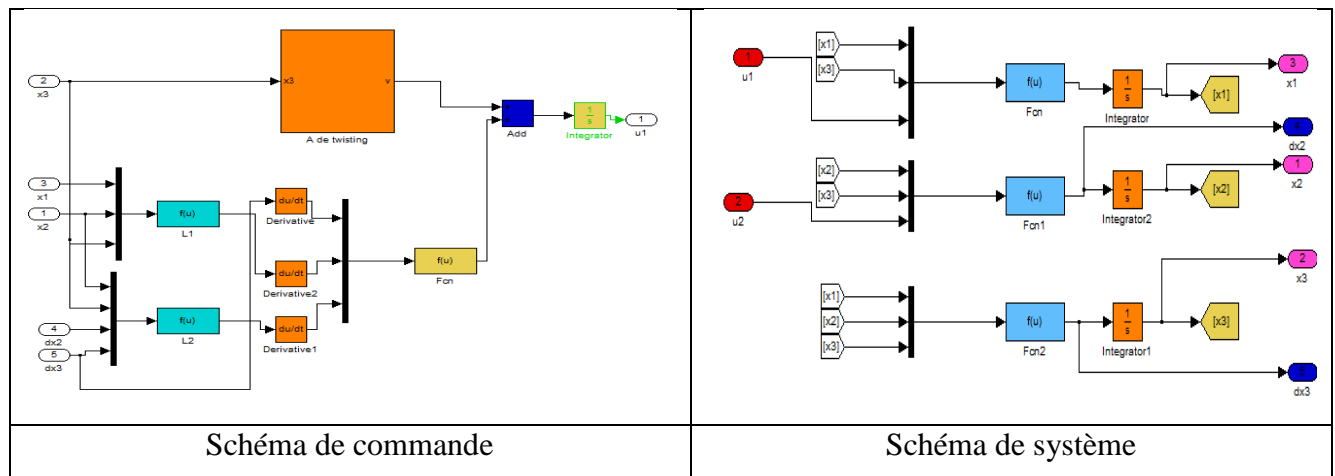 2
x3
x3
v
A de twisting
Add
1
s
Integrator
1
u1
3
x1
1
x2
f(u)
L1
du/dt
Derivative
du/dt
Derivative2
f(u)
Fcn
f(u)
L2
du/dt
Derivative1
4
dx2
5
dx3
Schéma de commande
1
u1
[x1]
[x3]
f(u)
Fcn
1
s
Integrator
3
x1
[x1]
4
dx2
2
u2
[x2]
[x3]
f(u)
Fcn1
1
s
Integrator2
1
x2
[x2]
[x1]
[x2]
[x3]
f(u)
Fcn2
1
s
Integrator1
2
x3
[x3]
dx3
Schéma de système